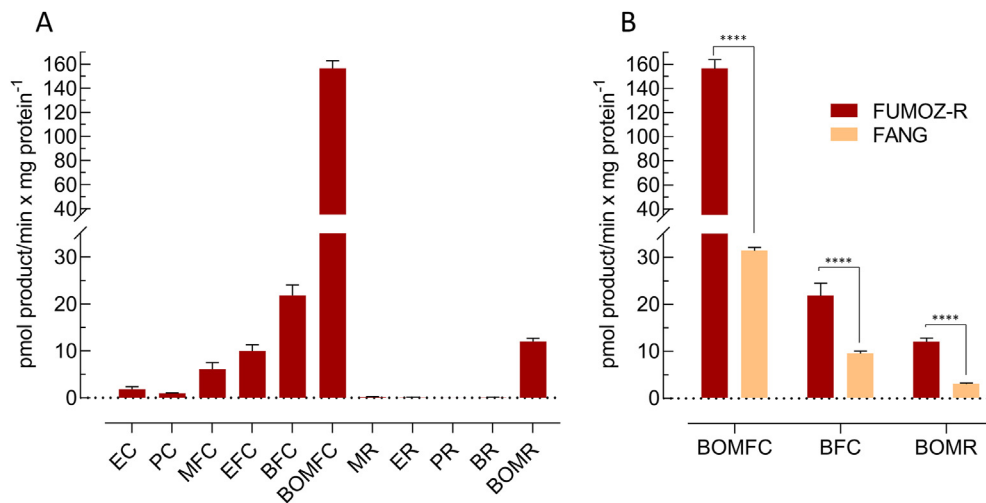 A
pmol product/min x mg protein⁻¹
160
140
120
100
80
60
40
30
20
10
0
EC
PC
MFC
EFC
BFC
BOMFC
MR
ER
PR
BR
BOMR
B
pmol product/min x mg protein⁻¹
160
140
120
100
80
60
40
30
20
10
0
****
****
****
FUMOZ-R
FANG
BOMFC
BFC
BOMR